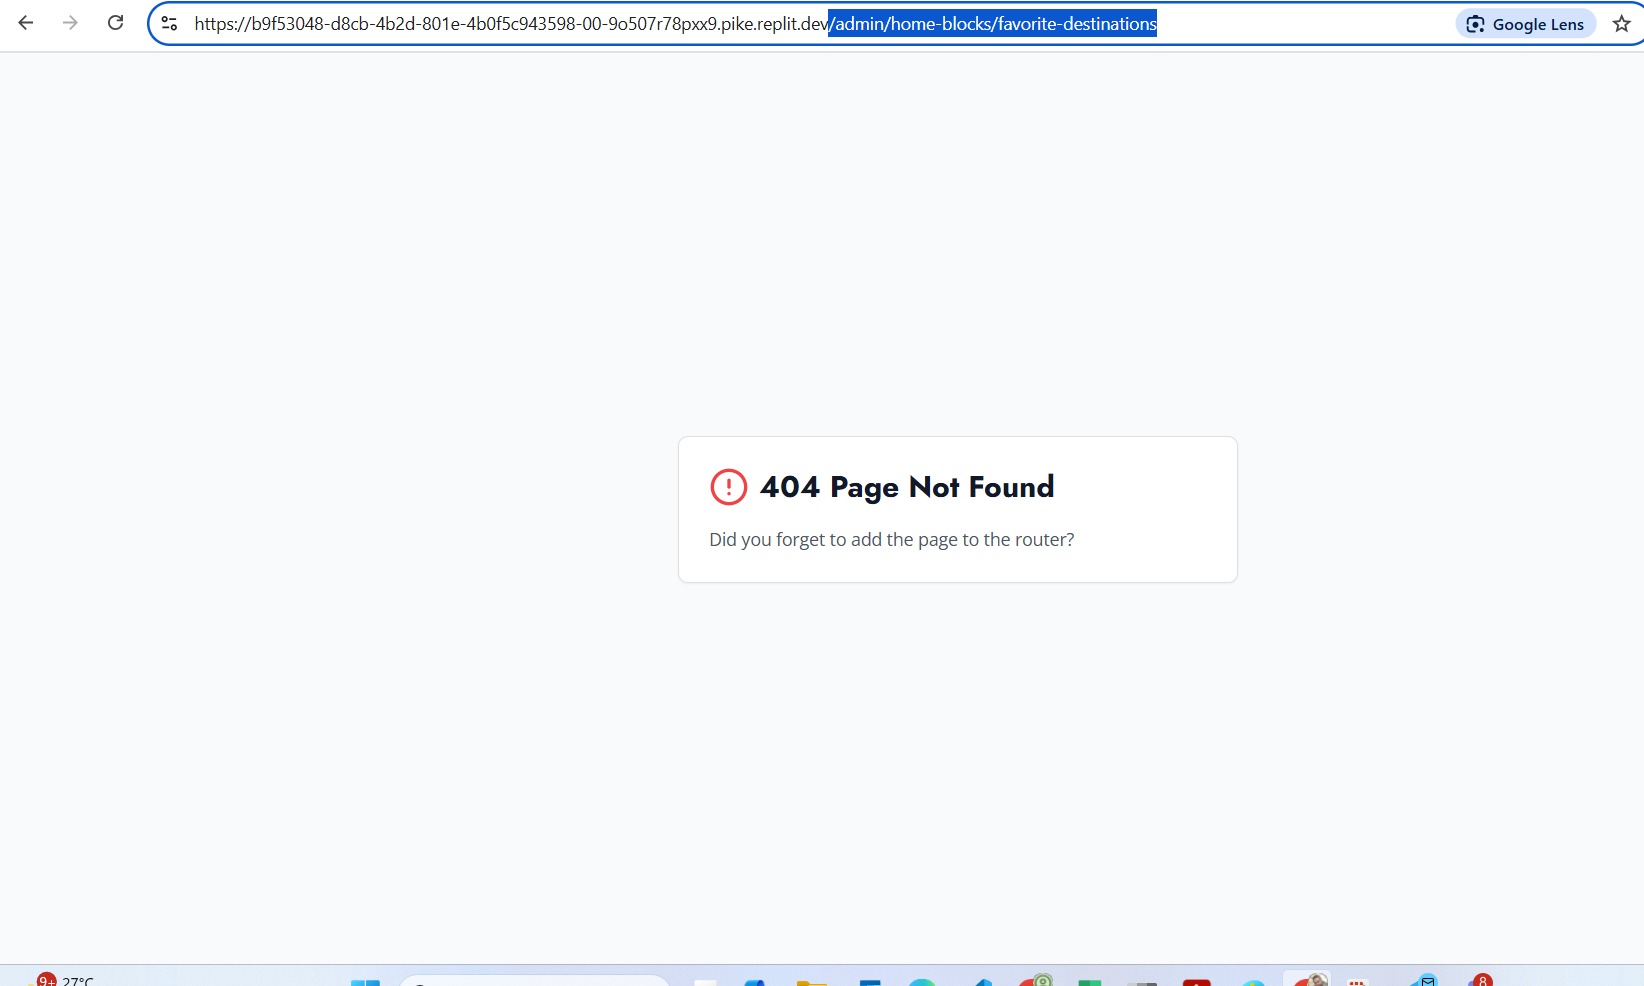 https://b9f53048-d8cb-4b2d-801e-4b0f5c943598-00-9o507r78pxx9.pike.replit.dev/admin/home-blocks/favorite-destinations
Google Lens
404 Page Not Found
Did you forget to add the page to the router?
9+ 27°C
8